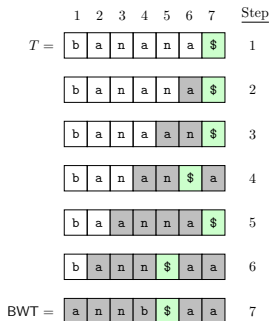 1 2 3 4 5 6 7 Step
T = b a n a n a $ 1
b a n a n a $ 2
b a n a a n $ 3
b a n a n $ a 4
b a a n n a $ 5
b a n n $ a a 6
BWT = a n n b $ a a 7